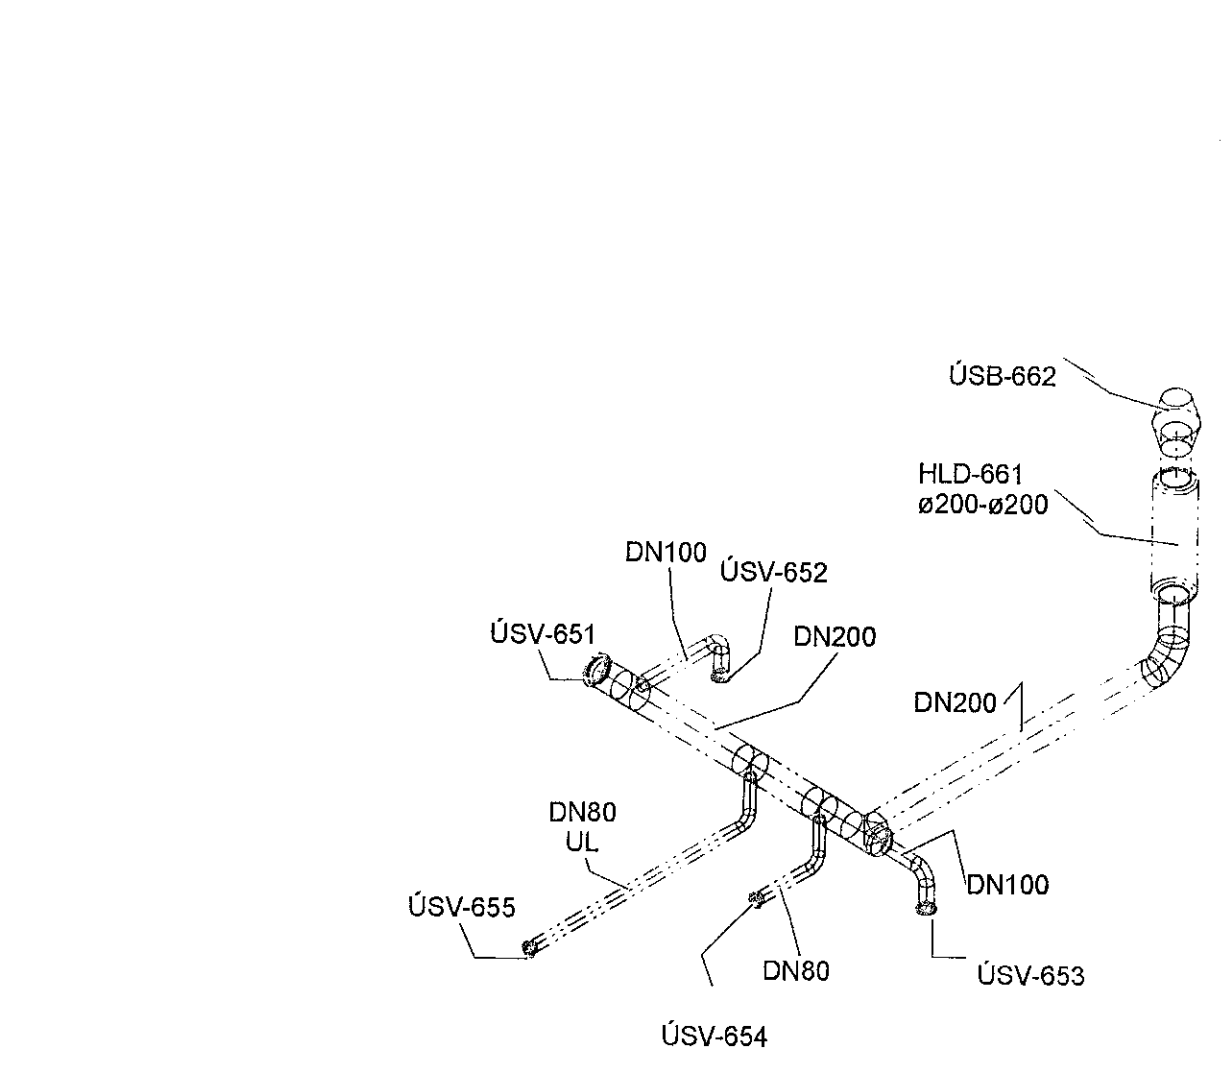 ÚSB-662
HLD-661
ø200-ø200
DN100
ÚSV-652
ÚSV-651
DN200
DN200
DN80
UL
DN100
ÚSV-655
DN80
ÚSV-653
ÚSV-654